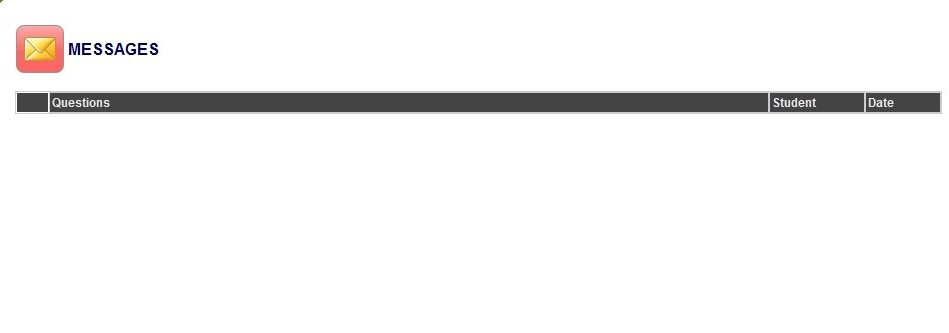 MESSAGES
Questions Student Date